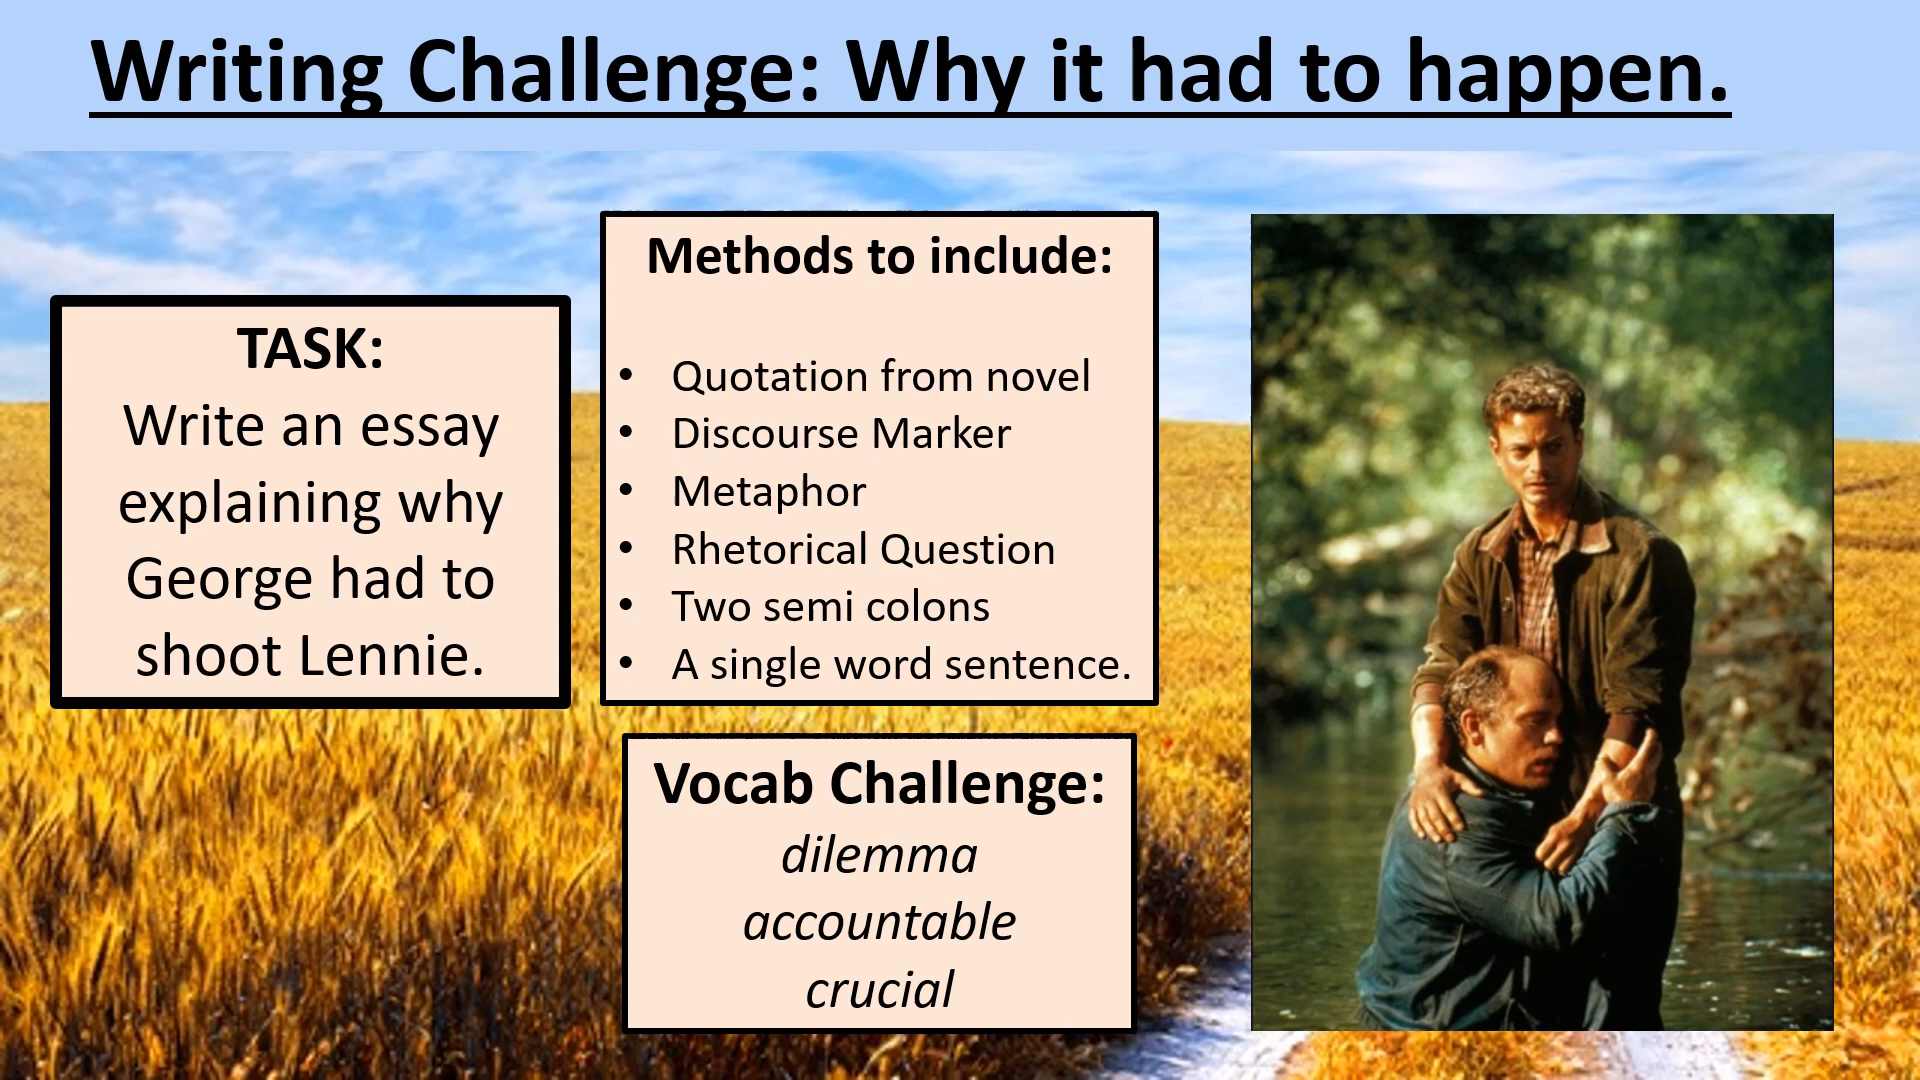 Writing Challenge: Why it had to happen.
TASK:
Write an essay
explaining why
George had to
shoot Lennie.
Methods to include:
• Quotation from novel
• Discourse Marker
• Metaphor
• Rhetorical Question
• Two semi colons
• A single word sentence.
Vocab Challenge:
dilemma
accountable
crucial